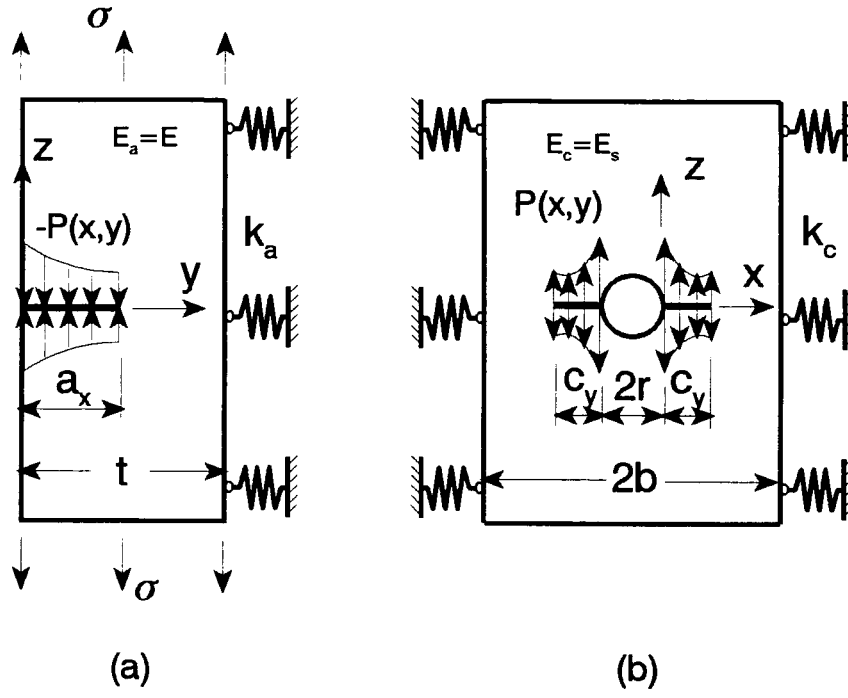 σ
E_a=E
z
-P(x,y)
y
k_a
a_x
t
σ
(a)
E_c=E_s
z
P(x,y)
k_c
x
c_y 2r c_y
2b
(b)